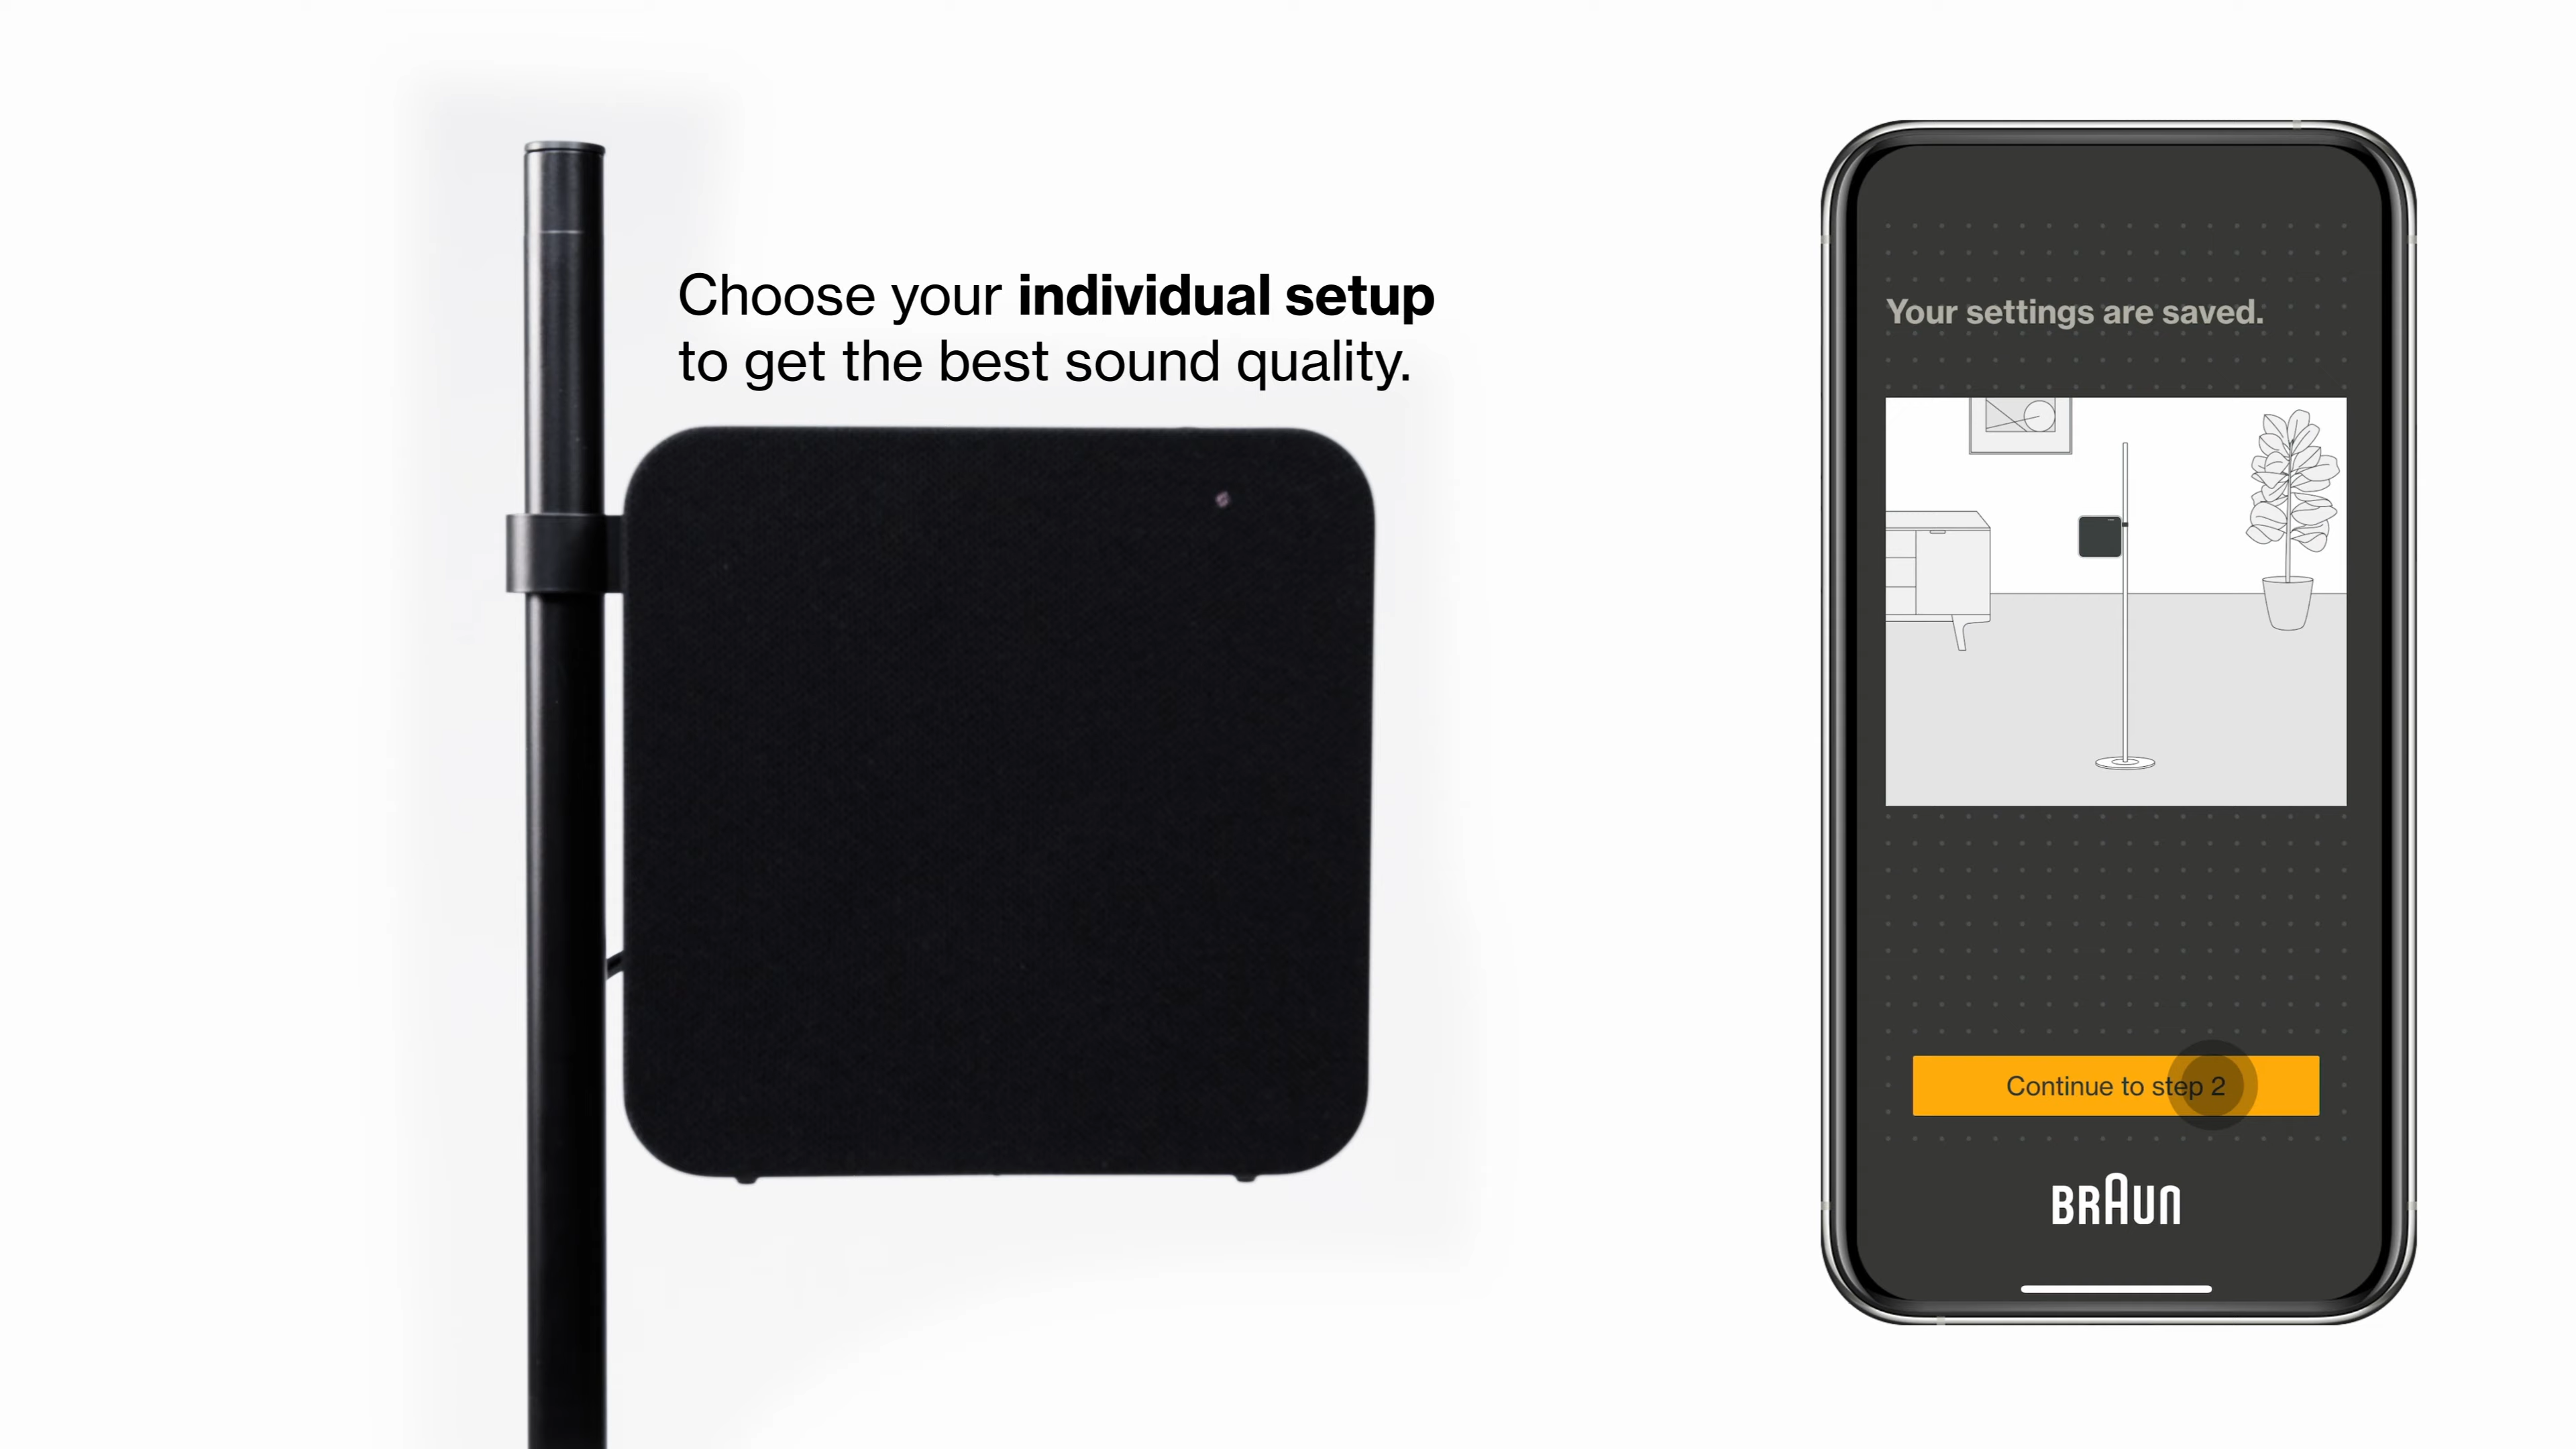 Choose your individual setup
to get the best sound quality.
Your settings are saved.
Continue to step 2
BRAUN